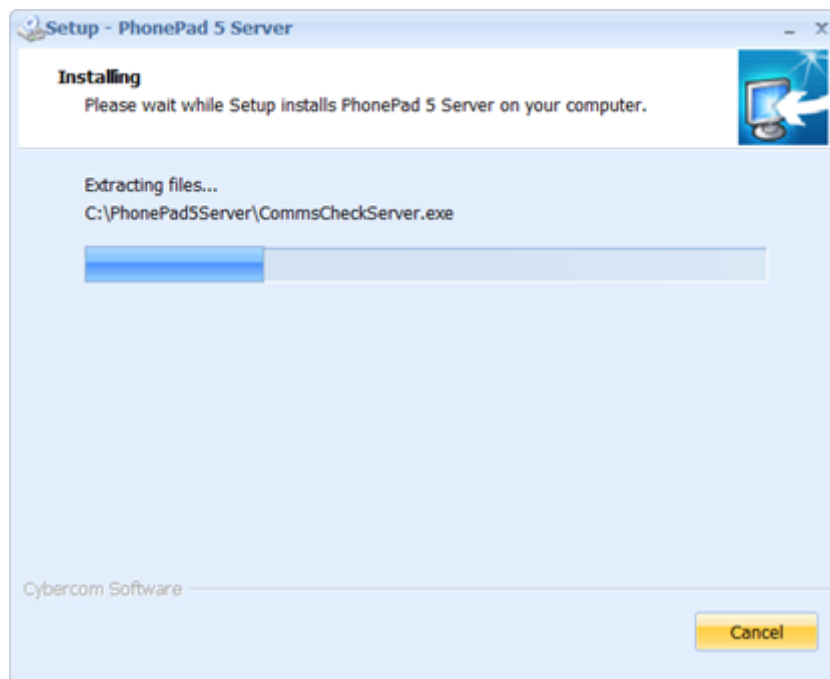 Setup - PhonePad 5 Server
Installing
Please wait while Setup installs PhonePad 5 Server on your computer.
Extracting files...
C:\PhonePad5Server\CommsCheckServer.exe
Cybercom Software
Cancel